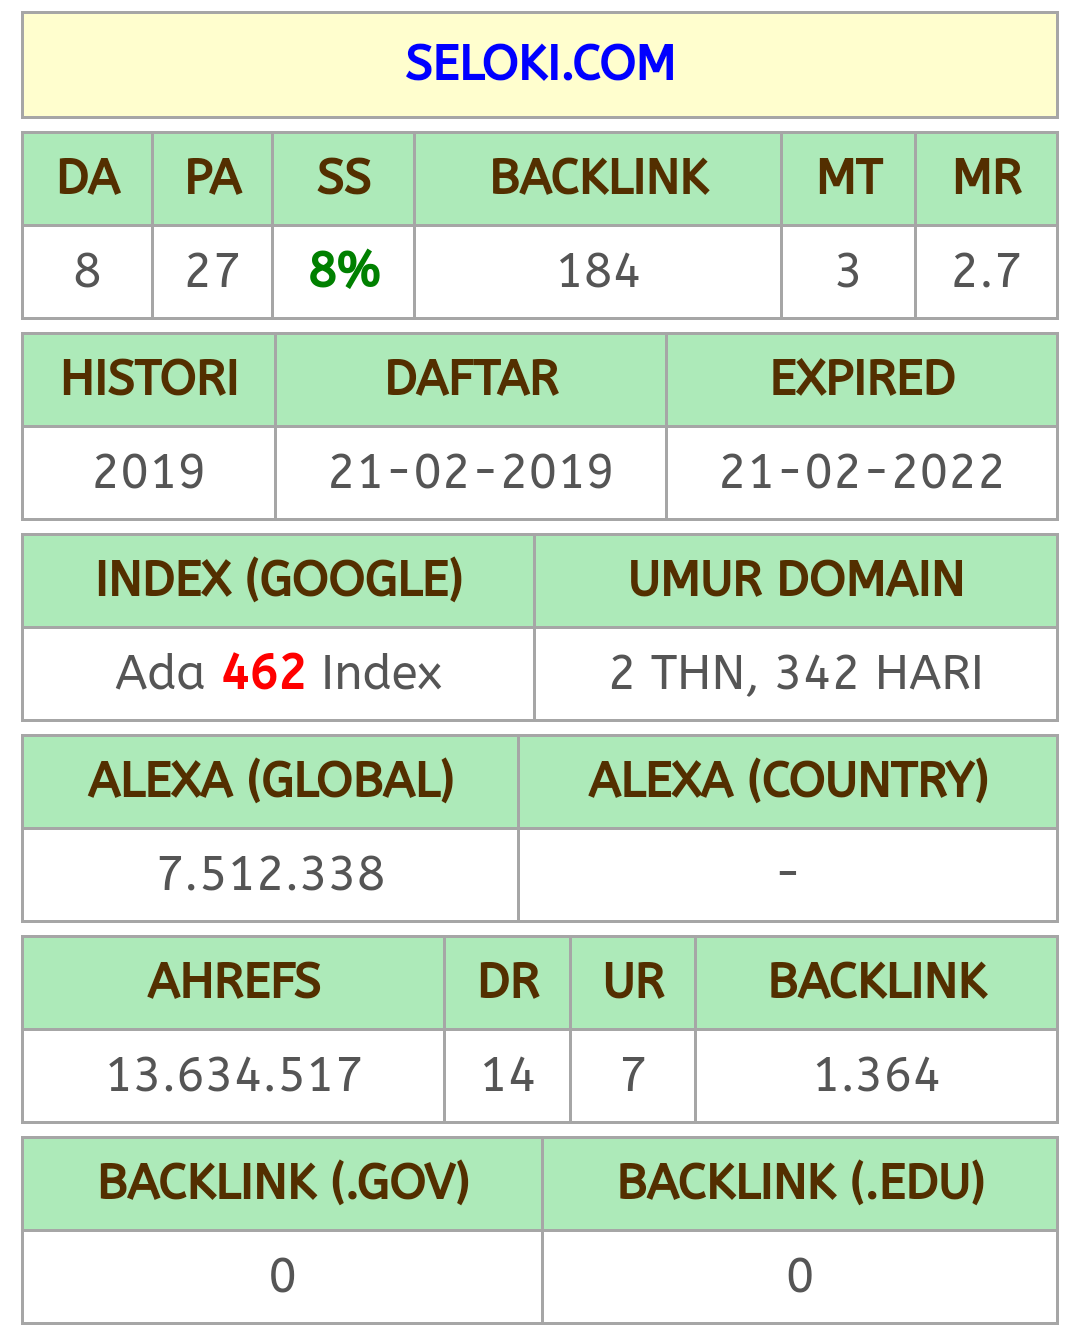 SELOKI.COM
DA PA SS BACKLINK MT MR
8 27 8% 184 3 2.7
HISTORI DAFTAR EXPIRED
2019 21-02-2019 21-02-2022
INDEX (GOOGLE) UMUR DOMAIN
Ada 462 Index 2 THN, 342 HARI
ALEXA (GLOBAL) ALEXA (COUNTRY)
7.512.338 -
AHREFS DR UR BACKLINK
13.634.517 14 7 1.364
BACKLINK (.GOV) BACKLINK (.EDU)
0 0